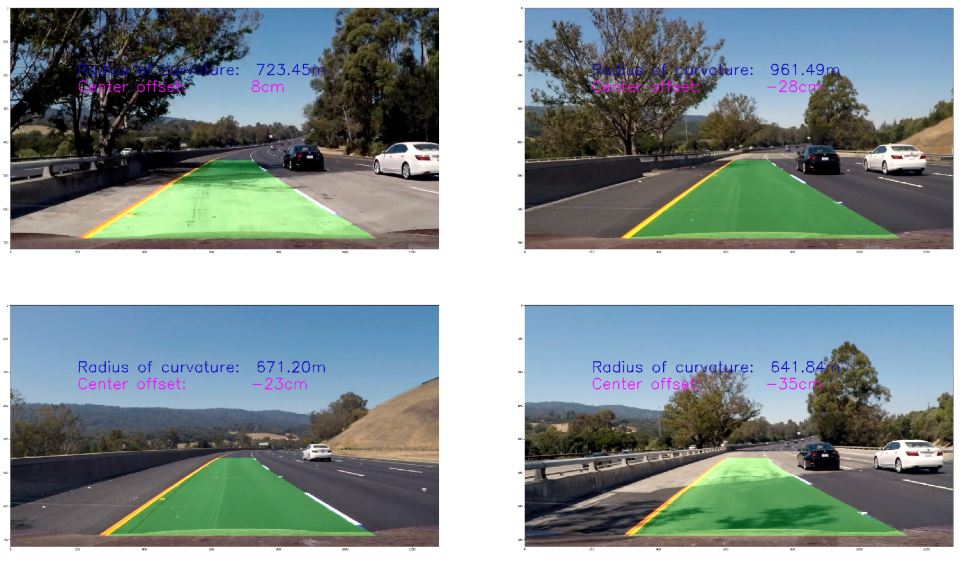 Radius of curvature: 723.45m
Center offset: 8cm
Radius of curvature: 961.49m
Center offset: -28cm
Radius of curvature: 671.20m
Center offset: -23cm
Radius of curvature: 641.84m
Center offset: -35cm